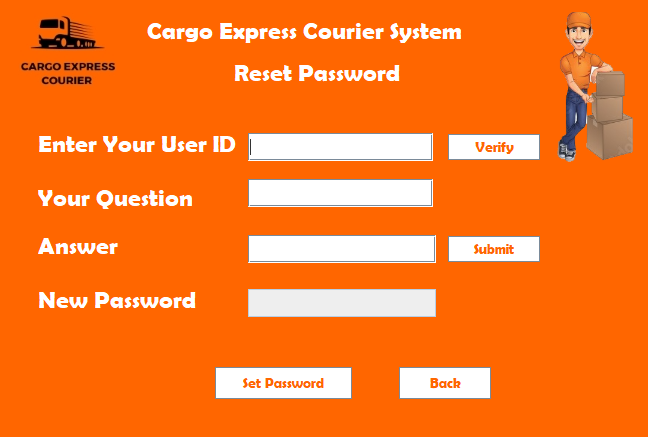 Cargo Express Courier System
Reset Password
CARGO EXPRESS
COURIER
Enter Your User ID
Verify
Your Question
Answer
Submit
New Password
Set Password
Back